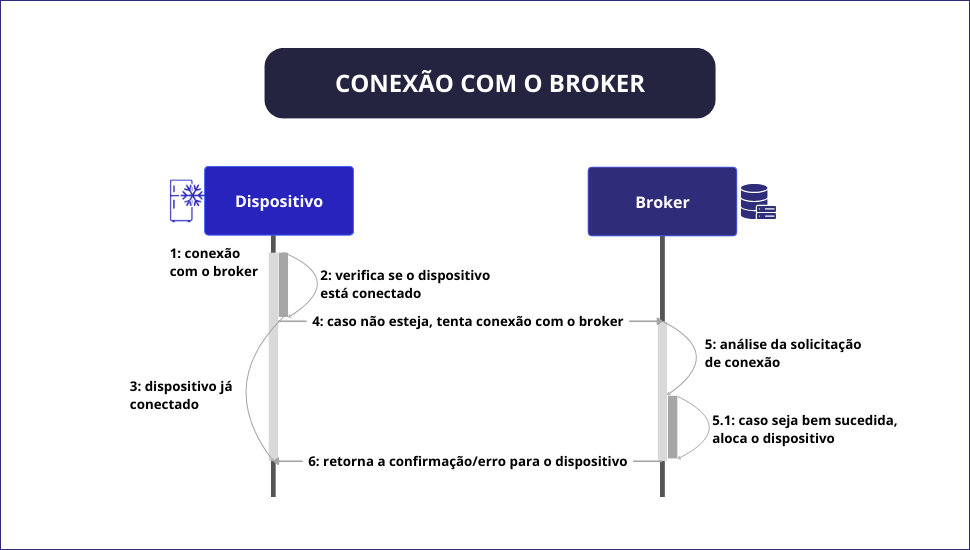 CONEXÃO COM O BROKER
Dispositivo
Broker
1: conexão
com o broker
2: verifica se o dispositivo
está conectado
4: caso não esteja, tenta conexão com o broker
5: análise da solicitação
de conexão
3: dispositivo já
conectado
5.1: caso seja bem sucedida,
aloca o dispositivo
6: retorna a confirmação/erro para o dispositivo